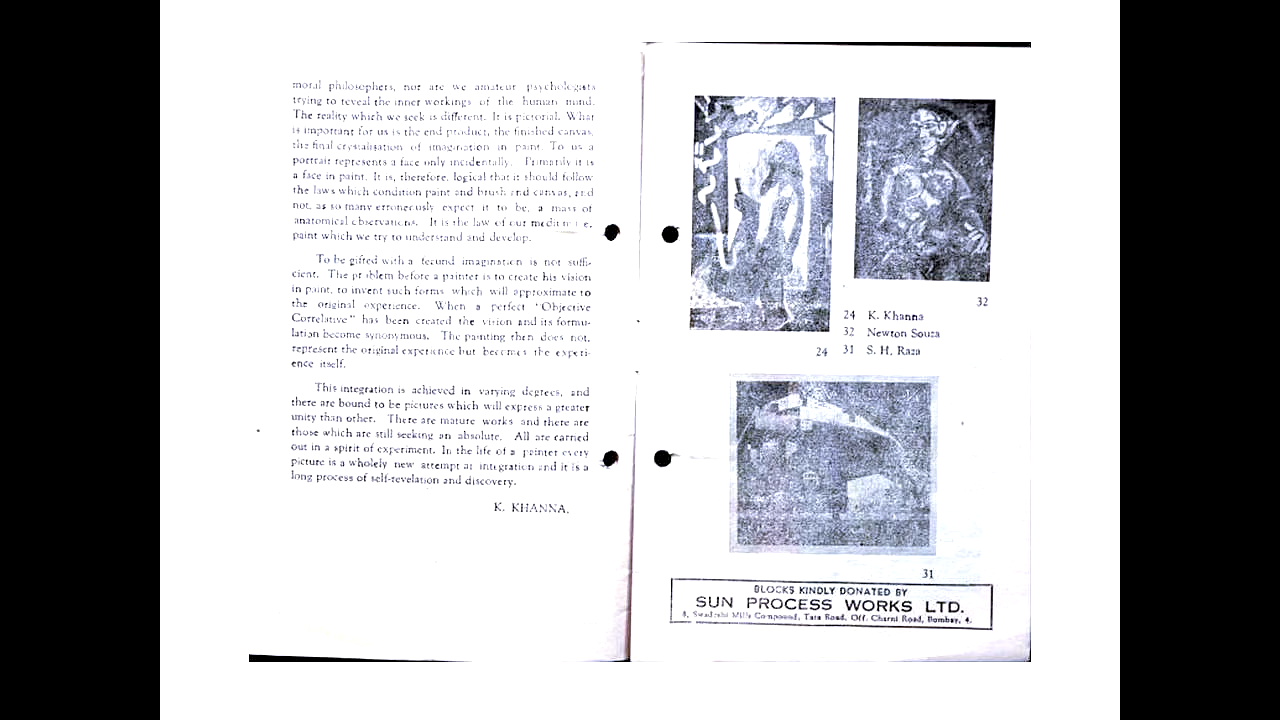 moral philosophers, nor are we amateur psychologists
trying to reveal the inner workings of the human mind.
The reality which we seek is different. It is pictorial. What
is important for us is the end product, the finished canvas,
the final crystalisation of imagination in paint. To us a
portrait represents a face only incidentally. Primarily it is
a face in paint. It is, therefore, logical that it should follow
the laws which condition paint and brush and canvas, and
not, as so many erroneously expect it to be, a mass of
anatomical observations. It is the law of our medium i.e.
paint which we try to understand and develop.
To be gifted with a fecund imagination is not suffi-
cient. The problem before a painter is to create his vision
in paint, to invent such forms which will approximate to
the original experience. When a perfect "Objective
Correlative" has been created the vision and its formu-
lation become synonymous. The painting then does not,
represent the original experience but becomes the experi-
ence itself.
This integration is achieved in varying degrees, and
there are bound to be pictures which will express a greater
unity than other. There are mature works and there are
those which are still seeking an absolute. All are carried
out in a spirit of experiment. In the life of a painter every
picture is a wholely new attempt at integration and it is a
long process of self-revelation and discovery.
K. KHANNA.
32
24 K. Khanna
32 Newton Souza
24 31 S. H. Raza
31
BLOCKS KINDLY DONATED BY
SUN PROCESS WORKS LTD.
8, Swadeshi Mills Compound, Tata Road, Off. Charni Road, Bombay, 4.